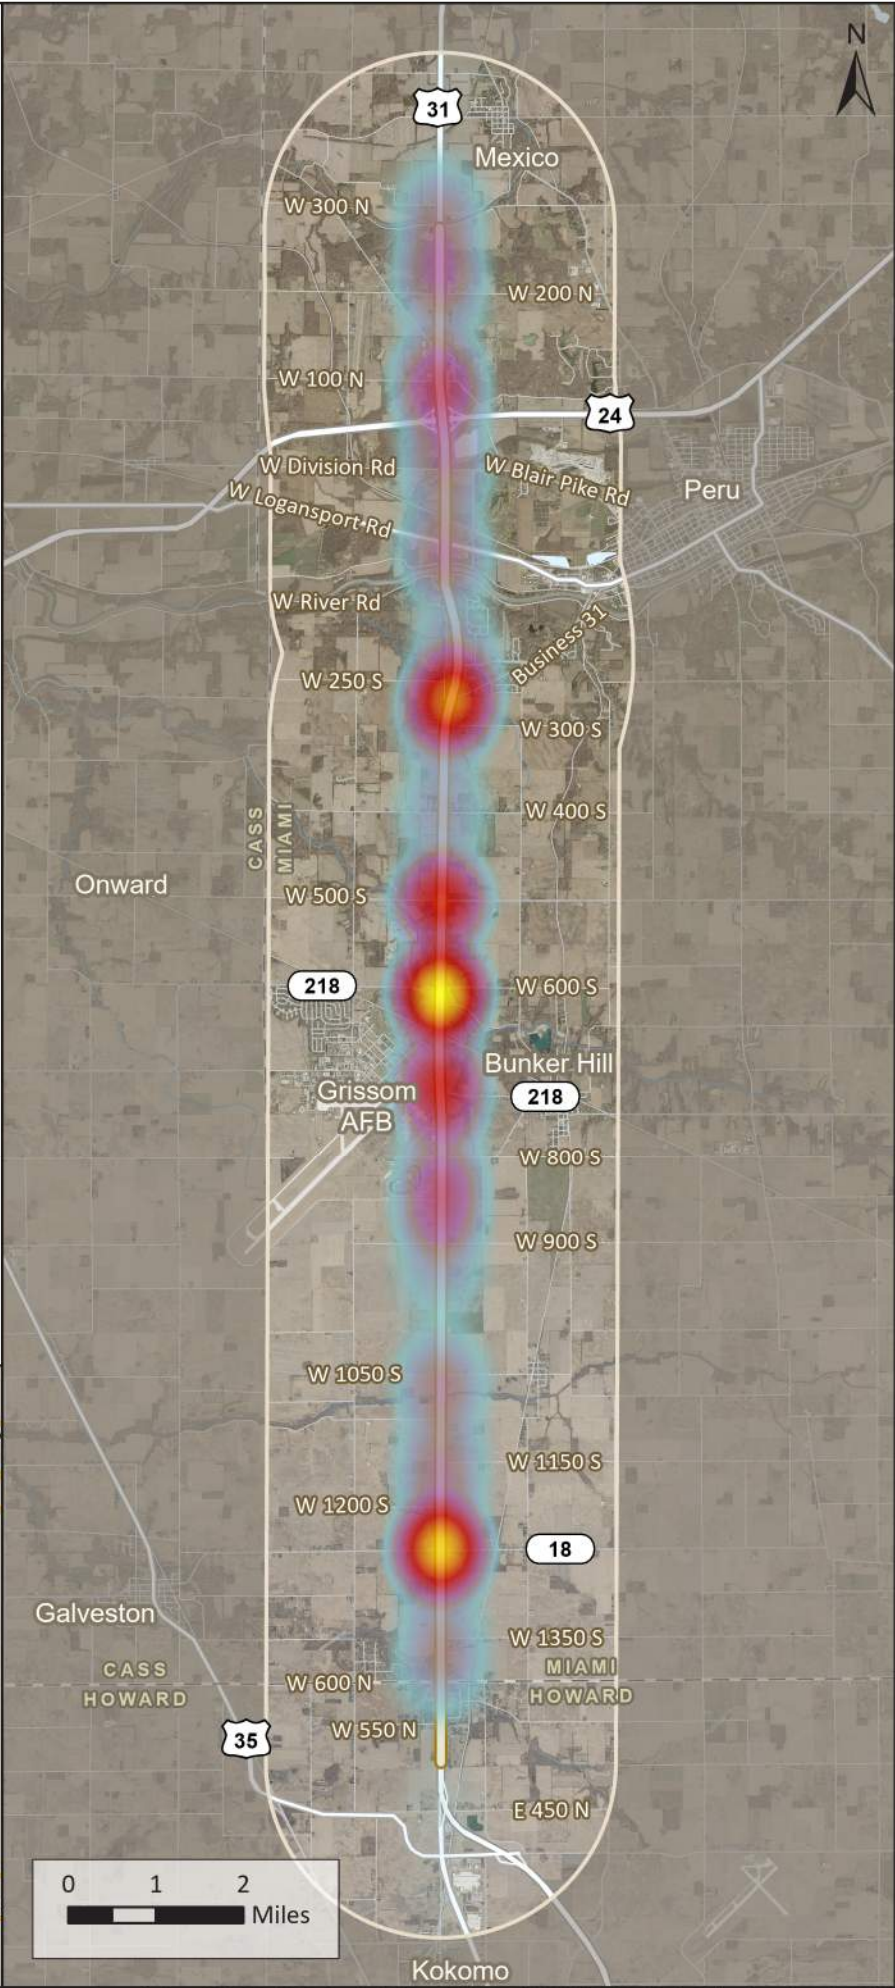 N
31
Mexico
W 300 N
W 200 N
W 100 N
24
W Division Rd
W Blair Pike Rd
Peru
W Logansport Rd
W River Rd
Business 31
W 250 S
W 300 S
W 400 S
CASS
MIAMI
Onward
W 500 S
218
W 600 S
Bunker Hill
Grissom
AFB
218
W 800 S
W 900 S
W 1050 S
W 1150 S
W 1200 S
18
Galveston
W 1350 S
CASS
HOWARD
MIAMI
HOWARD
W 600 N
W 550 N
35
E 450 N
0 1 2
Miles
Kokomo